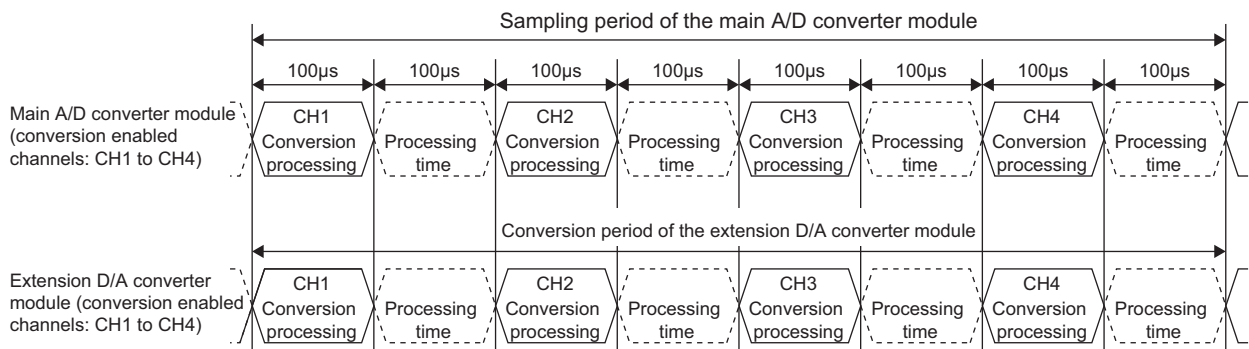 Sampling period of the main A/D converter module
100µs 100µs 100µs 100µs 100µs 100µs 100µs 100µs
Main A/D converter module
(conversion enabled
channels: CH1 to CH4)
CH1
Conversion
processing
Processing
time
CH2
Conversion
processing
Processing
time
CH3
Conversion
processing
Processing
time
CH4
Conversion
processing
Processing
time
Conversion period of the extension D/A converter module
Extension D/A converter
module (conversion enabled
channels: CH1 to CH4)
CH1
Conversion
processing
Processing
time
CH2
Conversion
processing
Processing
time
CH3
Conversion
processing
Processing
time
CH4
Conversion
processing
Processing
time